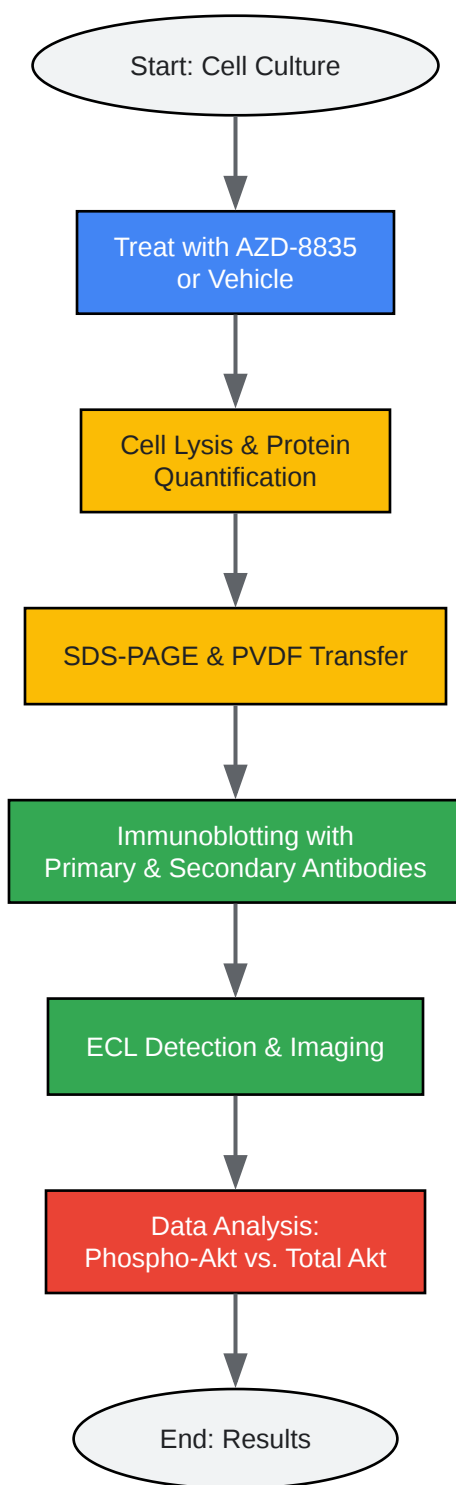 Start: Cell Culture
Treat with AZD-8835
or Vehicle
Cell Lysis & Protein
Quantification
SDS-PAGE & PVDF Transfer
Immunoblotting with
Primary & Secondary Antibodies
ECL Detection & Imaging
Data Analysis:
Phospho-Akt vs. Total Akt
End: Results